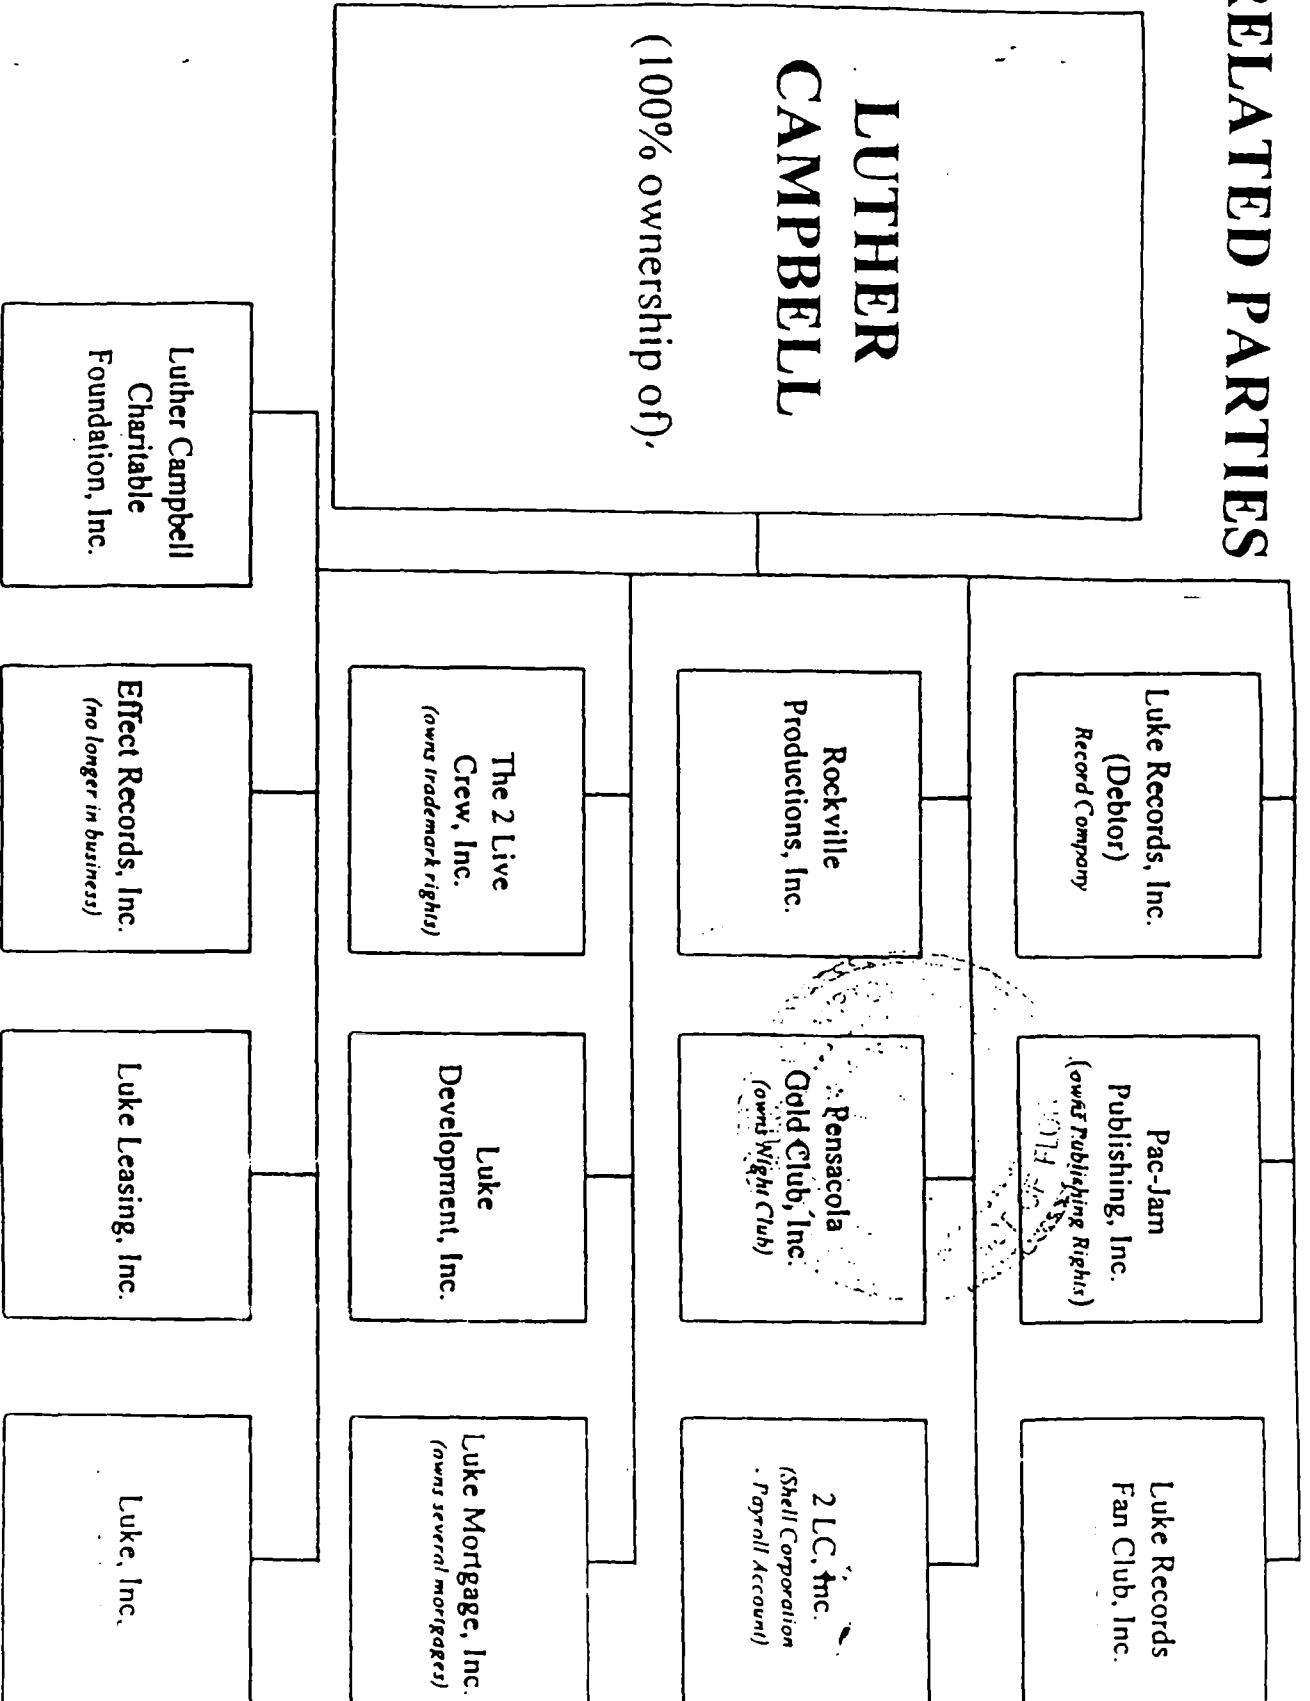 RELATED PARTIES
LUTHER
CAMPBELL
(100% ownership of)
Luke Records, Inc.
(Debtor)
Record Company
Pac-Jam
Publishing, Inc.
(owns Publishing Rights)
Luke Records
Fan Club, Inc.
Rockville
Productions, Inc.
Pensacola
Gold Club, Inc.
(owns Night Club)
2 LC, Inc.
(Shell Corporation
- Payroll Account)
The 2 Live
Crew, Inc.
(owns trademark rights)
Luke
Development, Inc.
Luke Mortgage, Inc.
(owns several mortgages)
Luther Campbell
Charitable
Foundation, Inc.
Effect Records, Inc.
(no longer in business)
Luke Leasing, Inc.
Luke, Inc.